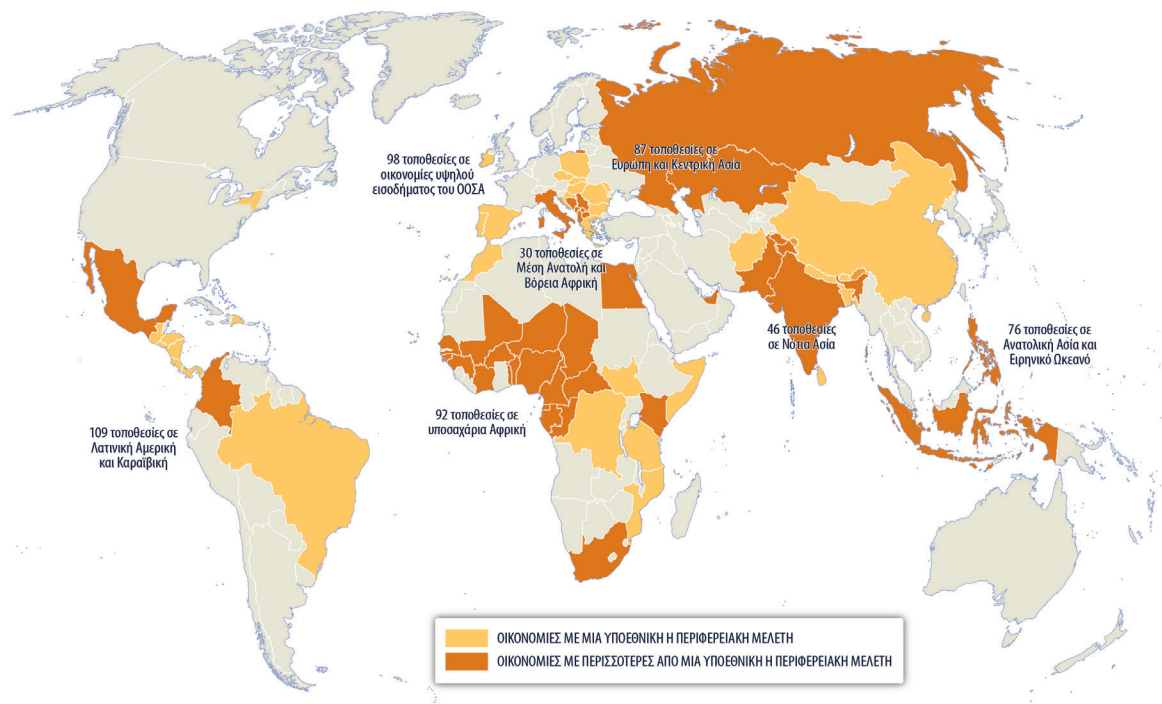 98 τοποθεσίες σε
οικονομίες υψηλού
εισοδήματος του ΟΟΣΑ
87 τοποθεσίες σε
Ευρώπη και Κεντρική Ασία
30 τοποθεσίες σε
Μέση Ανατολή και
Βόρεια Αφρική
46 τοποθεσίες
σε Νότια Ασία
76 τοποθεσίες σε
Ανατολική Ασία και
Ειρηνικό Ωκεανό
92 τοποθεσίες σε
υποσαχάρια Αφρική
109 τοποθεσίες σε
Λατινική Αμερική
και Καραϊβική
ΟΙΚΟΝΟΜΙΕΣ ΜΕ ΜΙΑ ΥΠΟΕΘΝΙΚΗ Η ΠΕΡΙΦΕΡΕΙΑΚΗ ΜΕΛΕΤΗ
ΟΙΚΟΝΟΜΙΕΣ ΜΕ ΠΕΡΙΣΣΟΤΕΡΕΣ ΑΠΟ ΜΙΑ ΥΠΟΕΘΝΙΚΗ Η ΠΕΡΙΦΕΡΕΙΑΚΗ ΜΕΛΕΤΗ